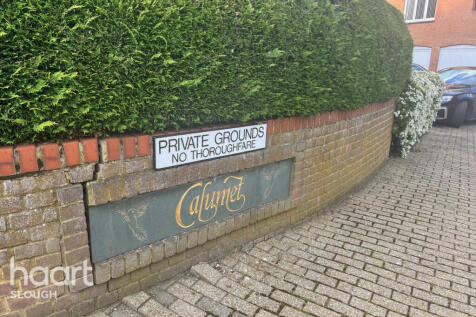 PRIVATE GROUNDS
NO THOROUGHFARE
Calumet
haart
SLOUGH